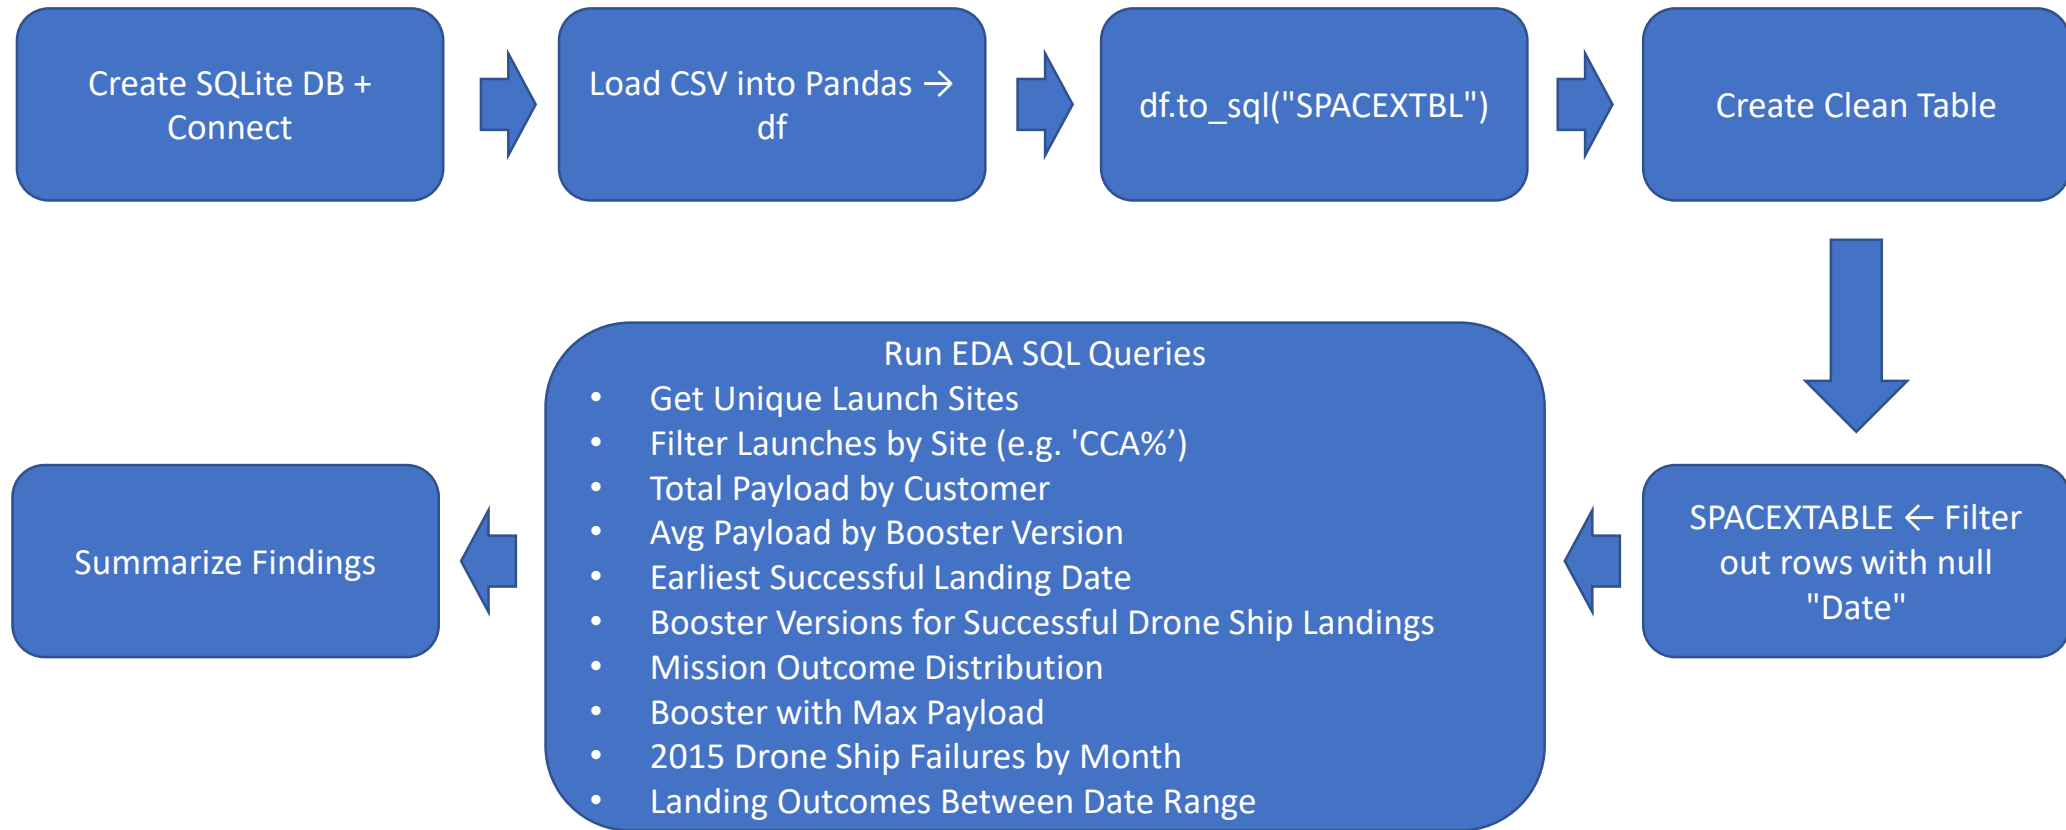 Create SQLite DB +
Connect
Load CSV into Pandas →
df
df.to_sql("SPACEXTBL")
Create Clean Table
SPACEXTABLE ← Filter
out rows with null
"Date"
Run EDA SQL Queries
• Get Unique Launch Sites
• Filter Launches by Site (e.g. 'CCA%’)
• Total Payload by Customer
• Avg Payload by Booster Version
• Earliest Successful Landing Date
• Booster Versions for Successful Drone Ship Landings
• Mission Outcome Distribution
• Booster with Max Payload
• 2015 Drone Ship Failures by Month
• Landing Outcomes Between Date Range
Summarize Findings